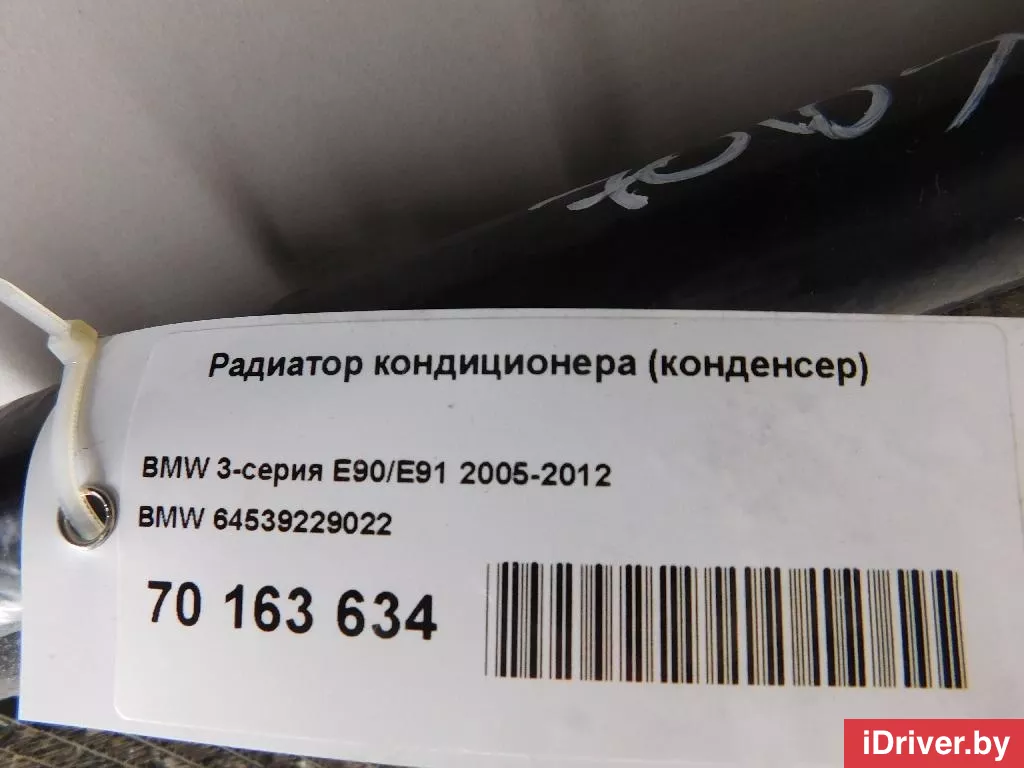 Радиатор кондиционера (конденсер)
BMW 3-серия E90/E91 2005-2012
BMW 64539229022
70 163 634
iDriver.by